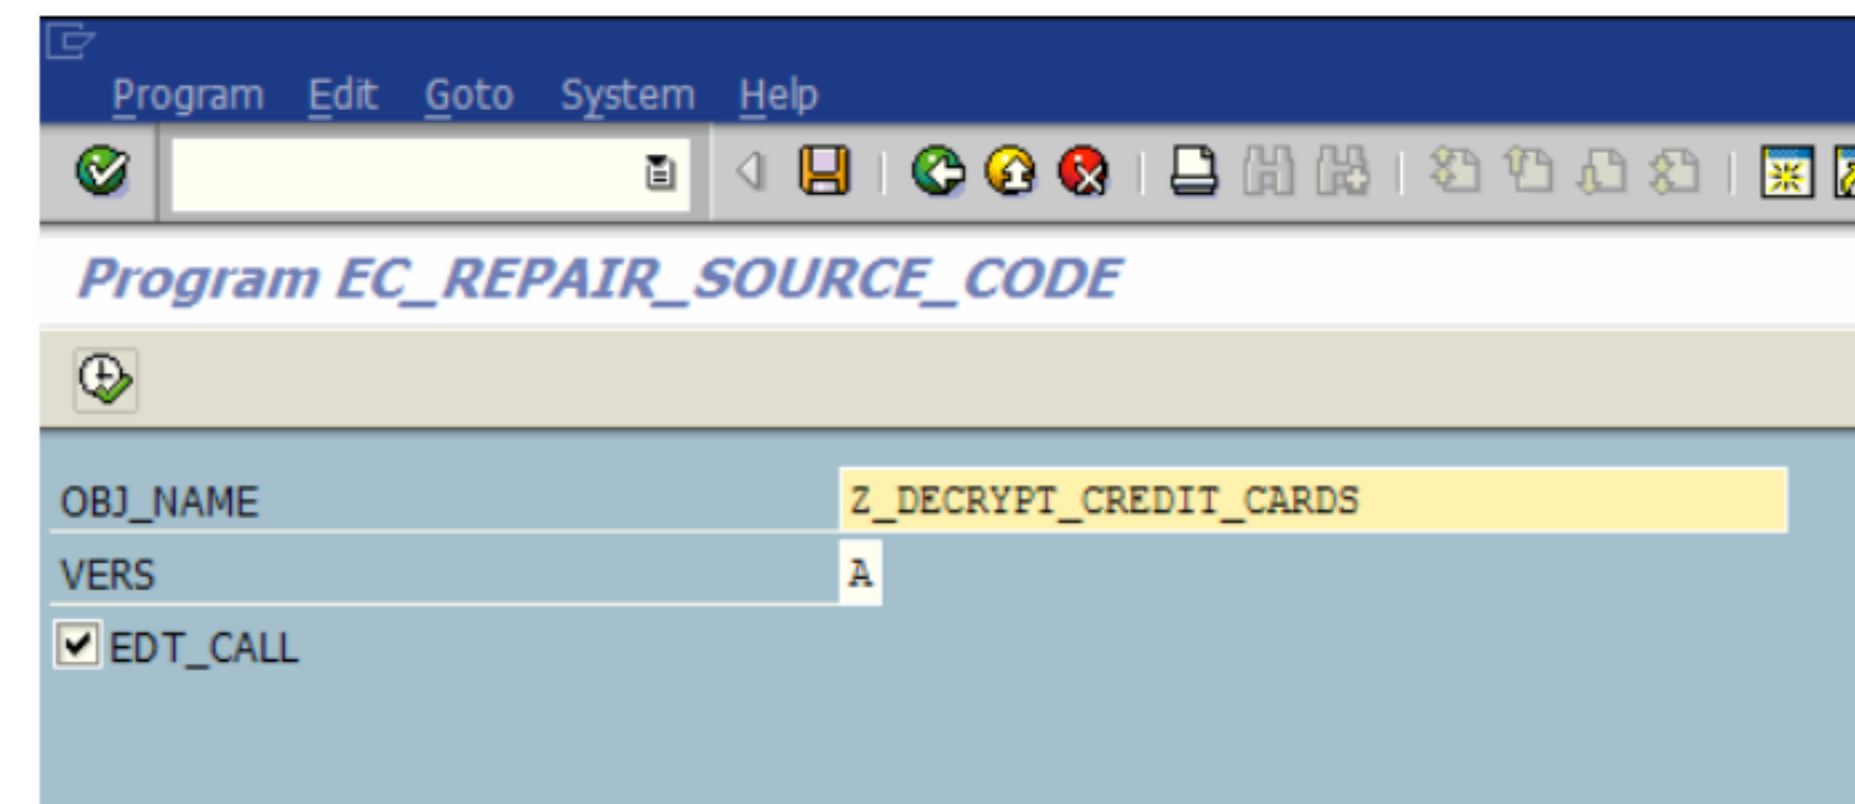 Program Edit Goto System Help
Program EC_REPAIR_SOURCE_CODE
OBJ_NAME Z_DECRYPT_CREDIT_CARDS
VERS A
EDT_CALL